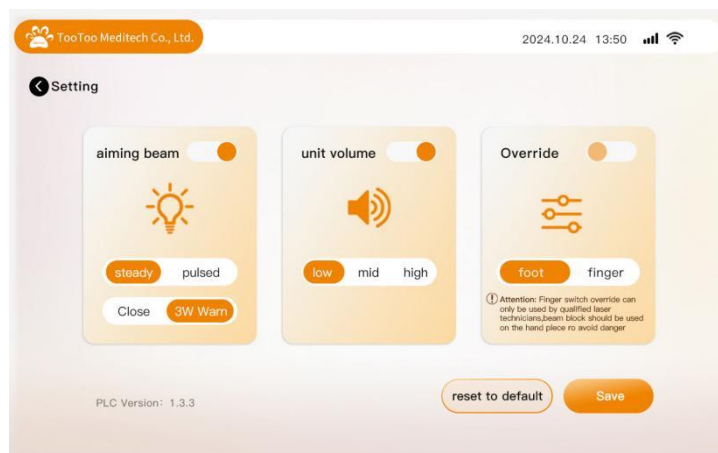 TooToo Meditech Co., Ltd.
2024.10.24 13:50
Setting
aiming beam
steady pulsed
Close 3W Warn
unit volume
low mid high
Override
foot finger
Attention: Finger switch override can
only be used by qualified laser
technicians,beam block should be used
on the hand piece ro avoid danger
PLC Version: 1.3.3
reset to default
Save